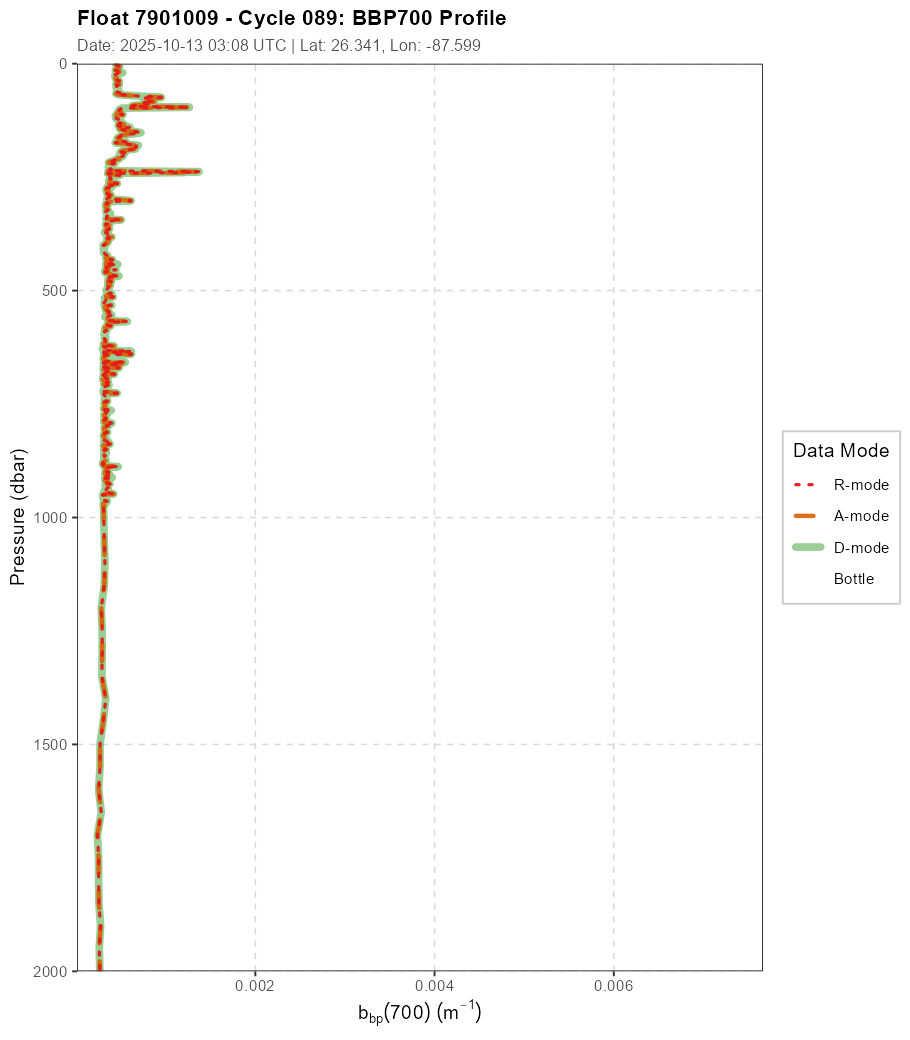 Float 7901009 - Cycle 089: BBP700 Profile
Date: 2025-10-13 03:08 UTC | Lat: 26.341, Lon: -87.599
0
500
1000
1500
2000
Pressure (dbar)
0.002
0.004
0.006
b_bp(700) (m⁻¹)
Data Mode
R-mode
A-mode
D-mode
Bottle